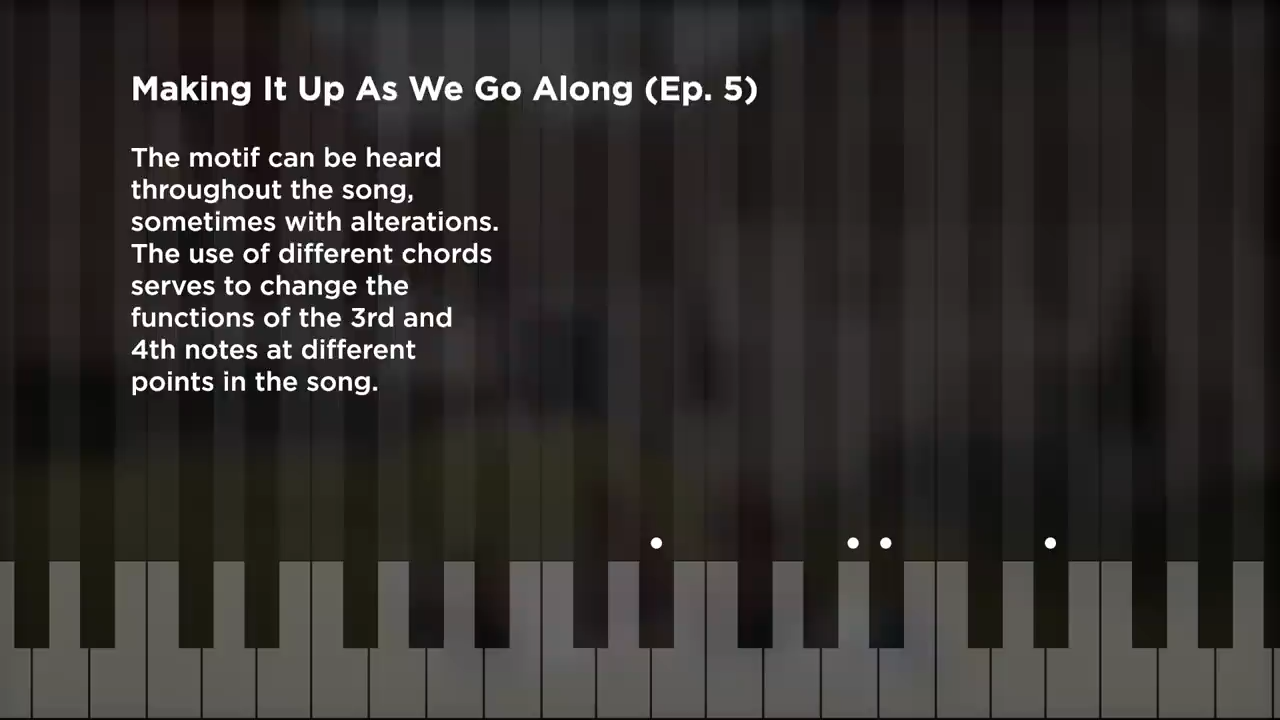 Making It Up As We Go Along (Ep. 5)
The motif can be heard
throughout the song,
sometimes with alterations.
The use of different chords
serves to change the
functions of the 3rd and
4th notes at different
points in the song.